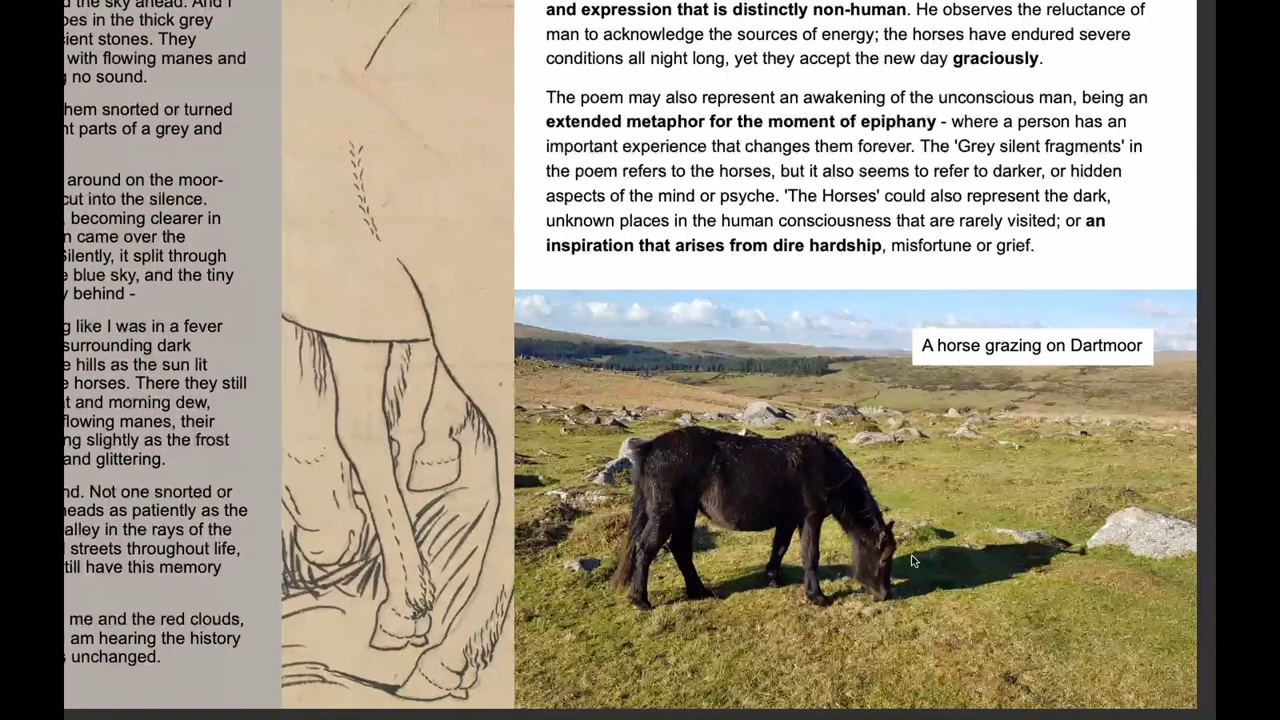 d the sky ahead. And I
oes in the thick grey
cient stones. They
with flowing manes and
g no sound.
hem snorted or turned
nt parts of a grey and
around on the moor-
cut into the silence.
, becoming clearer in
n came over the
Silently, it split through
e blue sky, and the tiny
y behind -
g like I was in a fever
surrounding dark
e hills as the sun lit
e horses. There they still
t and morning dew,
flowing manes, their
ng slightly as the frost
and glittering.
nd. Not one snorted or
heads as patiently as the
alley in the rays of the
streets throughout life,
till have this memory
me and the red clouds,
am hearing the history
s unchanged.
and expression that is distinctly non-human. He observes the reluctance of
man to acknowledge the sources of energy; the horses have endured severe
conditions all night long, yet they accept the new day graciously.
The poem may also represent an awakening of the unconscious man, being an
extended metaphor for the moment of epiphany - where a person has an
important experience that changes them forever. The 'Grey silent fragments' in
the poem refers to the horses, but it also seems to refer to darker, or hidden
aspects of the mind or psyche. 'The Horses' could also represent the dark,
unknown places in the human consciousness that are rarely visited; or an
inspiration that arises from dire hardship, misfortune or grief.
A horse grazing on Dartmoor